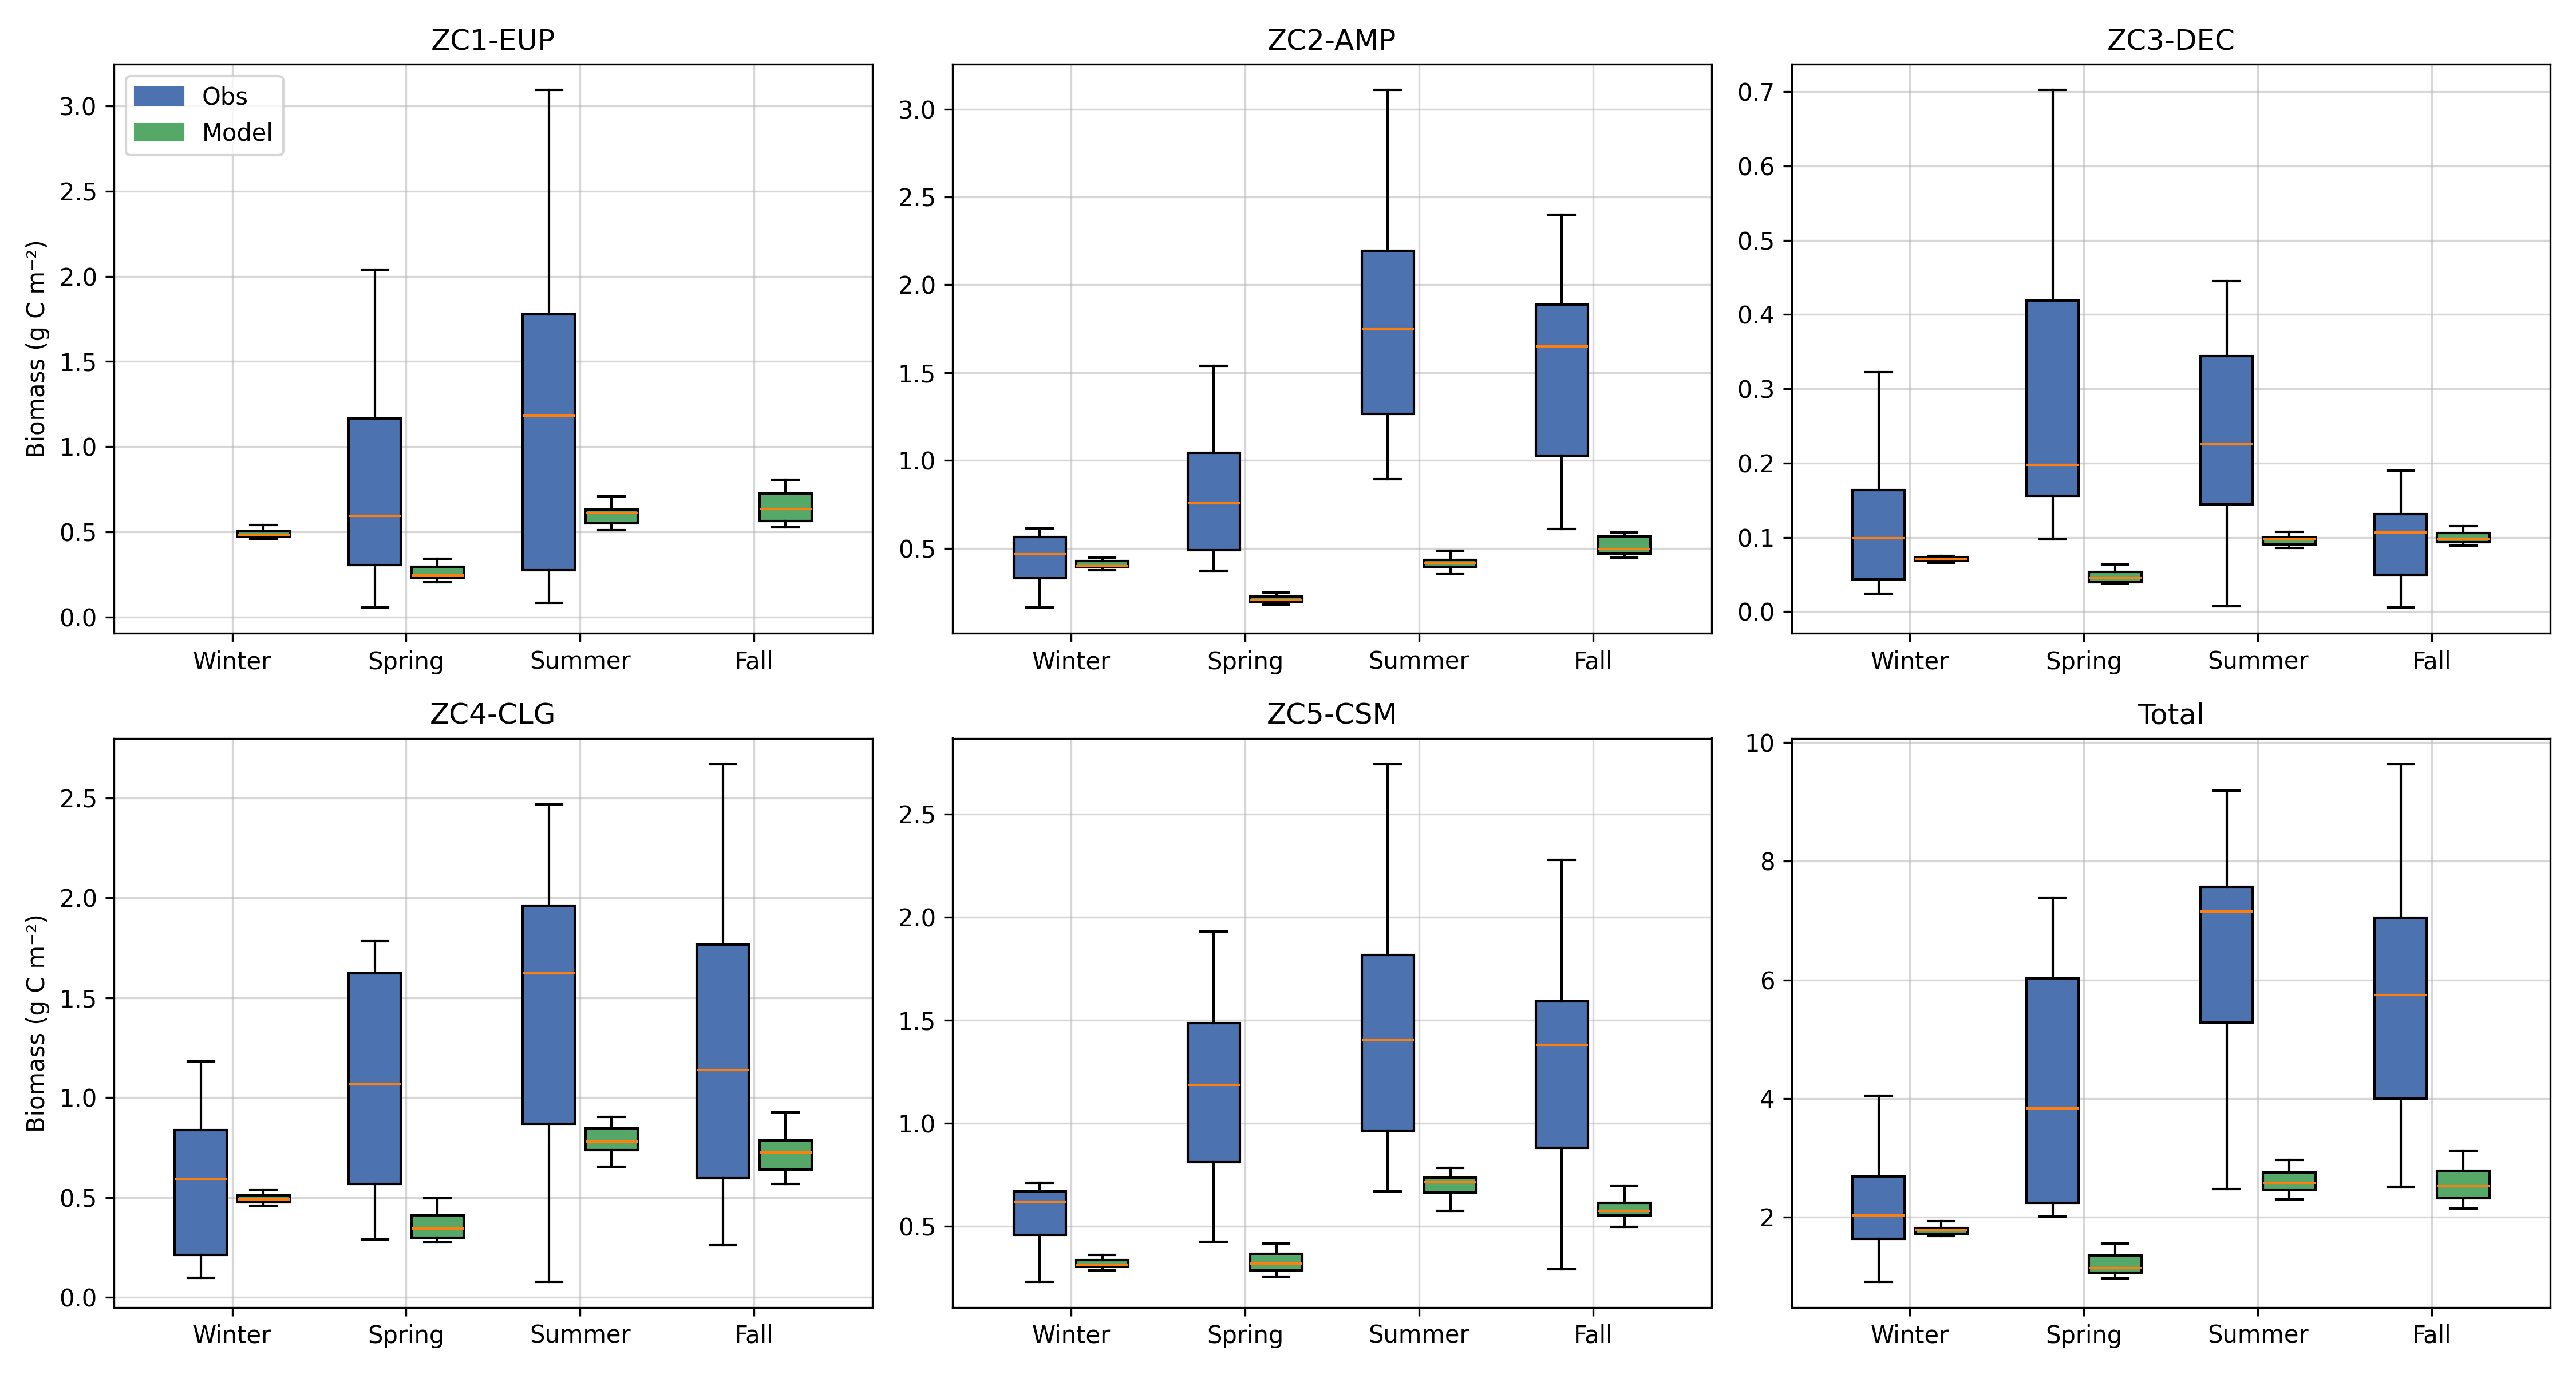 ZC1-EUP
Obs
Model
Biomass (g C m⁻²)
3.0
2.5
2.0
1.5
1.0
0.5
0.0
Winter Spring Summer Fall
ZC2-AMP
3.0
2.5
2.0
1.5
1.0
0.5
Winter Spring Summer Fall
ZC3-DEC
0.7
0.6
0.5
0.4
0.3
0.2
0.1
0.0
Winter Spring Summer Fall
ZC4-CLG
Biomass (g C m⁻²)
2.5
2.0
1.5
1.0
0.5
0.0
Winter Spring Summer Fall
ZC5-CSM
2.5
2.0
1.5
1.0
0.5
Winter Spring Summer Fall
Total
10
8
6
4
2
Winter Spring Summer Fall